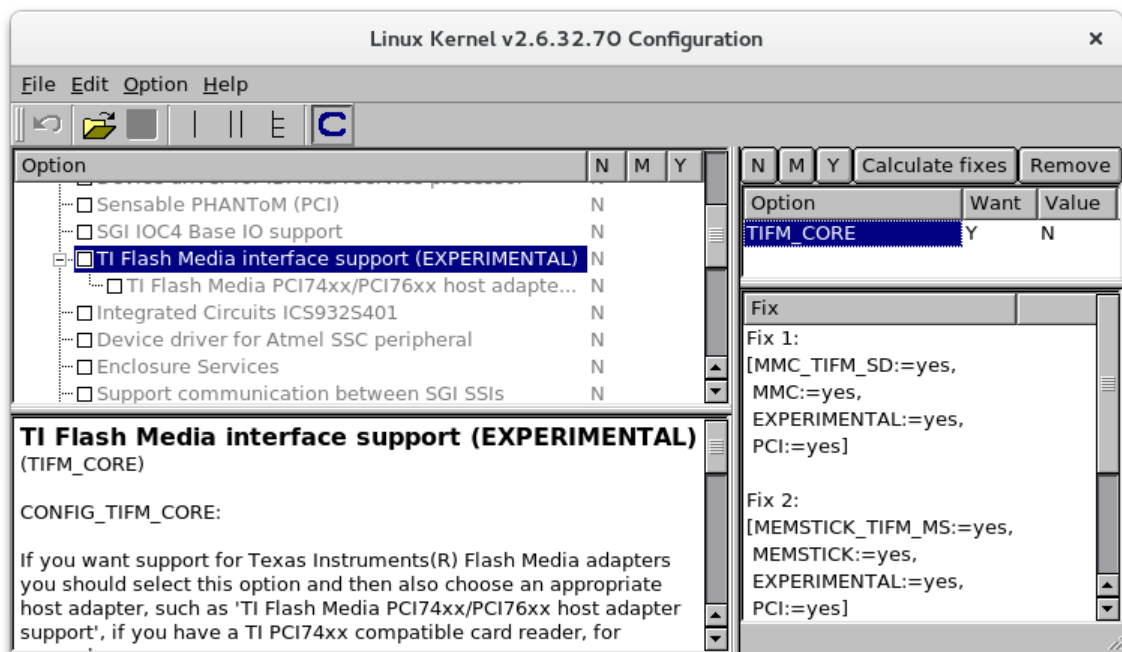 Linux Kernel v2.6.32.70 Configuration ×
File Edit Option Help
C
Option N M Y
Sensable PHANToM (PCI) N
SGI IOC4 Base IO support N
TI Flash Media interface support (EXPERIMENTAL) N
TI Flash Media PCI74xx/PCI76xx host adapte... N
Integrated Circuits ICS932S401 N
Device driver for Atmel SSC peripheral N
Enclosure Services N
Support communication between SGI SSIs N
TI Flash Media interface support (EXPERIMENTAL)
(TIFM_CORE)
CONFIG_TIFM_CORE:
If you want support for Texas Instruments(R) Flash Media adapters
you should select this option and then also choose an appropriate
host adapter, such as 'TI Flash Media PCI74xx/PCI76xx host adapter
support', if you have a TI PCI74xx compatible card reader, for
N M Y Calculate fixes Remove
Option Want Value
TIFM_CORE Y N
Fix
Fix 1:
[MMC_TIFM_SD:=yes,
MMC:=yes,
EXPERIMENTAL:=yes,
PCI:=yes]
Fix 2:
[MEMSTICK_TIFM_MS:=yes,
MEMSTICK:=yes,
EXPERIMENTAL:=yes,
PCI:=yes]